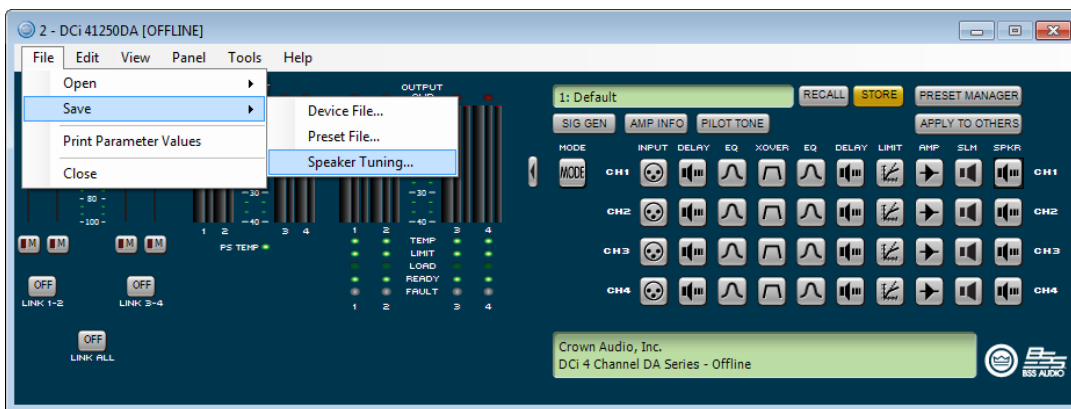 2 - DCi 41250DA [OFFLINE]
File Edit View Panel Tools Help
Open
Save
Print Parameter Values
Close
Device File...
Preset File...
Speaker Tuning...
OUTPUT
1: Default
RECALL STORE PRESET MANAGER
SIG GEN AMP INFO PILOT TONE APPLY TO OTHERS
MODE INPUT DELAY EQ XOVER EQ DELAY LIMIT AMP SLM SPKR
MODE CH1 CH1
CH2 CH2
CH3 CH3
CH4 CH4
- 80 -
-30-
-100- -40- -40-
1 2 3 4 1 2 3 4
M M M M
PS TEMP
TEMP
LIMIT
LOAD
READY
FAULT
1 2 3 4
OFF OFF
LINK 1-2 LINK 3-4
OFF
LINK ALL
Crown Audio, Inc.
DCi 4 Channel DA Series - Offline
BSS AUDIO